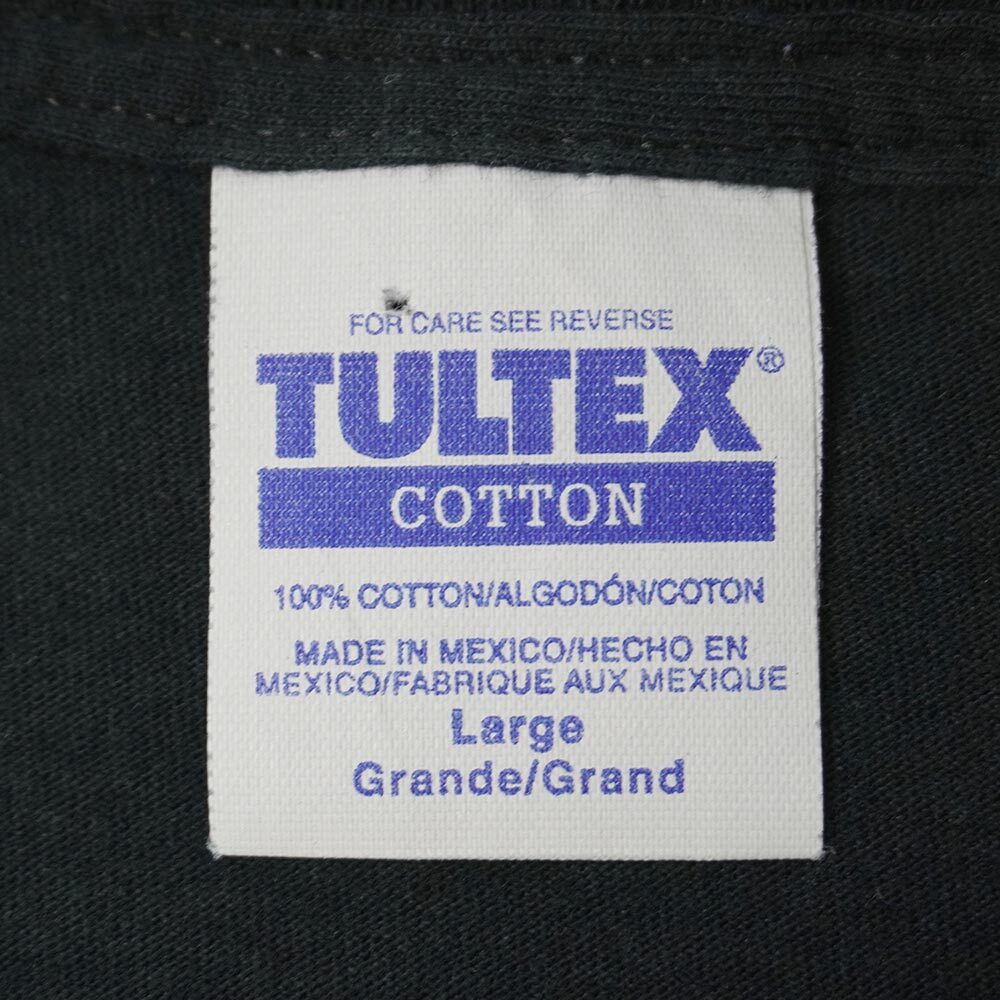 FOR CARE SEE REVERSE
TULTEX®
COTTON
100% COTTON/ALGODÓN/COTON
MADE IN MEXICO/HECHO EN
MEXICO/FABRIQUE AUX MEXIQUE
Large
Grande/Grand